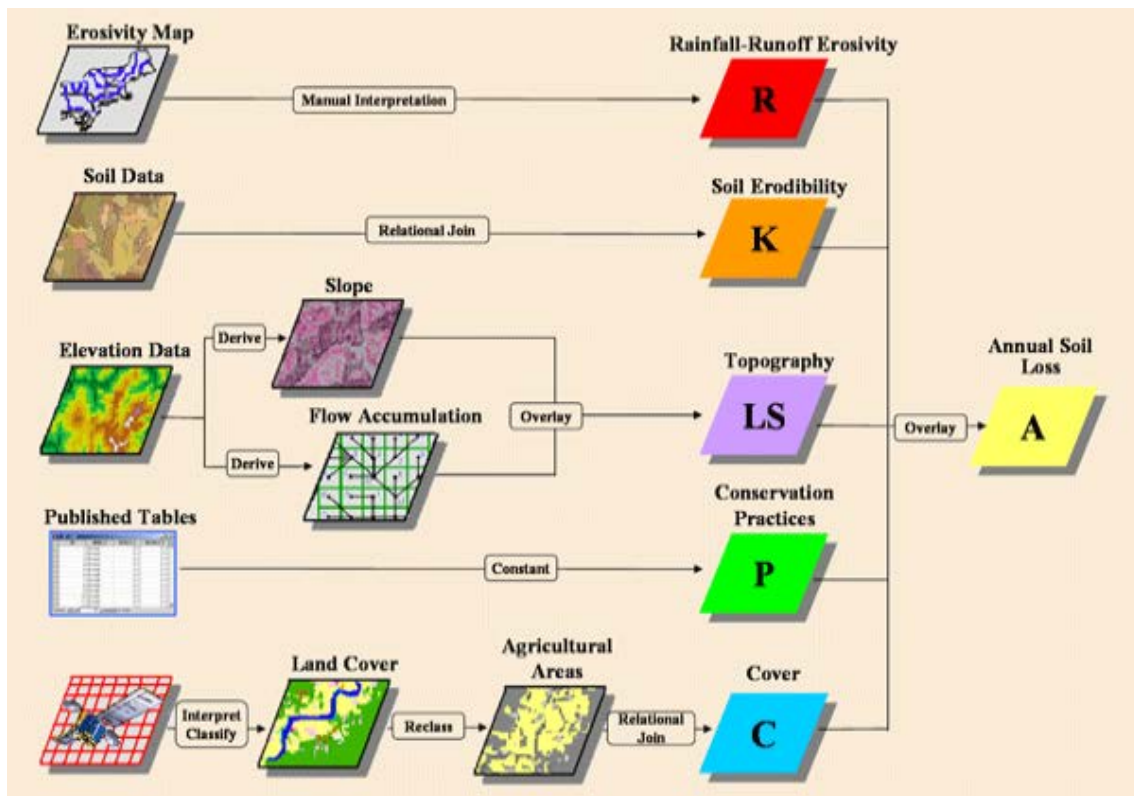 Erosivity Map
Manual Interpretation
Rainfall-Runoff Erosivity
R
Soil Data
Relational Join
Soil Erodibility
K
Elevation Data
Derive
Slope
Derive
Flow Accumulation
Overlay
Topography
LS
Published Tables
Constant
Conservation
Practices
P
Interpret
Classify
Land Cover
Reclass
Agricultural
Areas
Relational
Join
Cover
C
Overlay
Annual Soil
Loss
A